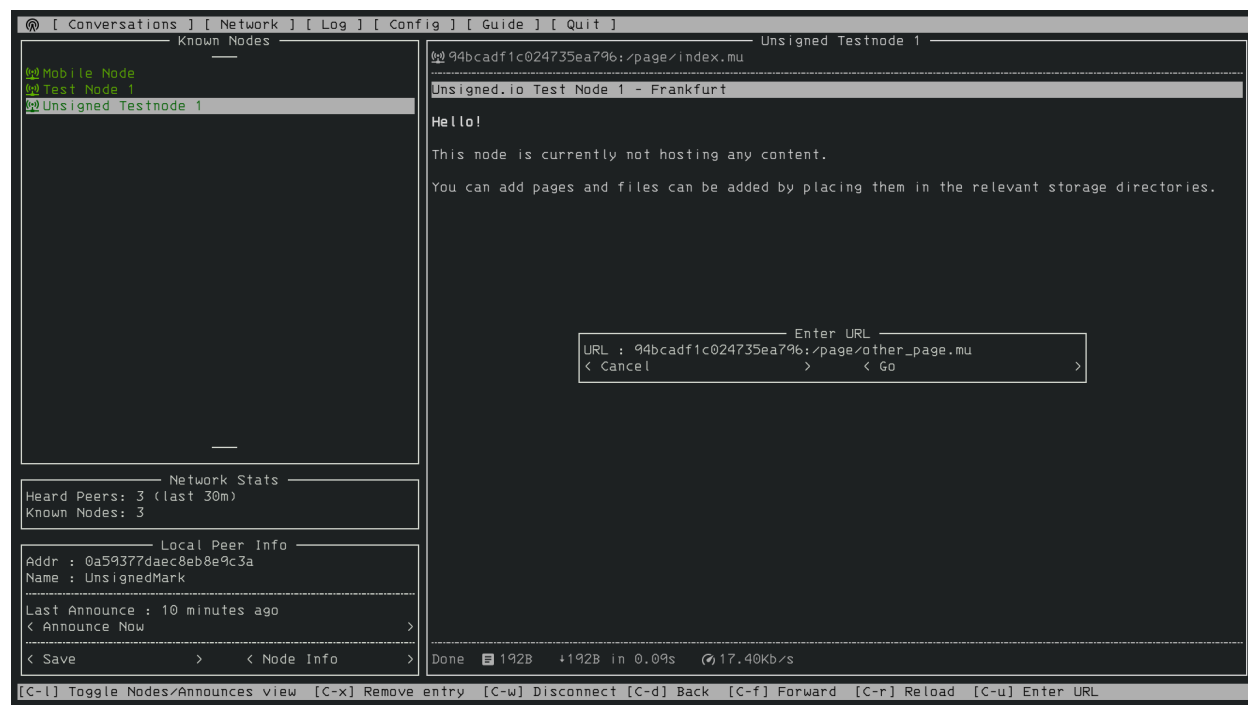 [ Conversations ] [ Network ] [ Log ] [ Config ] [ Guide ] [ Quit ]
Known Nodes
Mobile Node
Test Node 1
Unsigned Testnode 1
Network Stats
Heard Peers: 3 (last 30m)
Known Nodes: 3
Local Peer Info
Addr : 0a59377daec8eb8e9c3a
Name : UnsignedMark
Last Announce : 10 minutes ago
< Announce Now >
< Save > < Node Info >
Unsigned Testnode 1
94bcadf1c024735ea796:/page/index.mu
Unsigned.io Test Node 1 - Frankfurt
Hello!
This node is currently not hosting any content.
You can add pages and files can be added by placing them in the relevant storage directories.
Enter URL
URL : 94bcadf1c024735ea796:/page/other_page.mu
< Cancel > < Go >
Done 192B ↓192B in 0.09s 17.40Kb/s
[C-l] Toggle Nodes/Announces view [C-x] Remove entry [C-w] Disconnect [C-d] Back [C-f] Forward [C-r] Reload [C-u] Enter URL